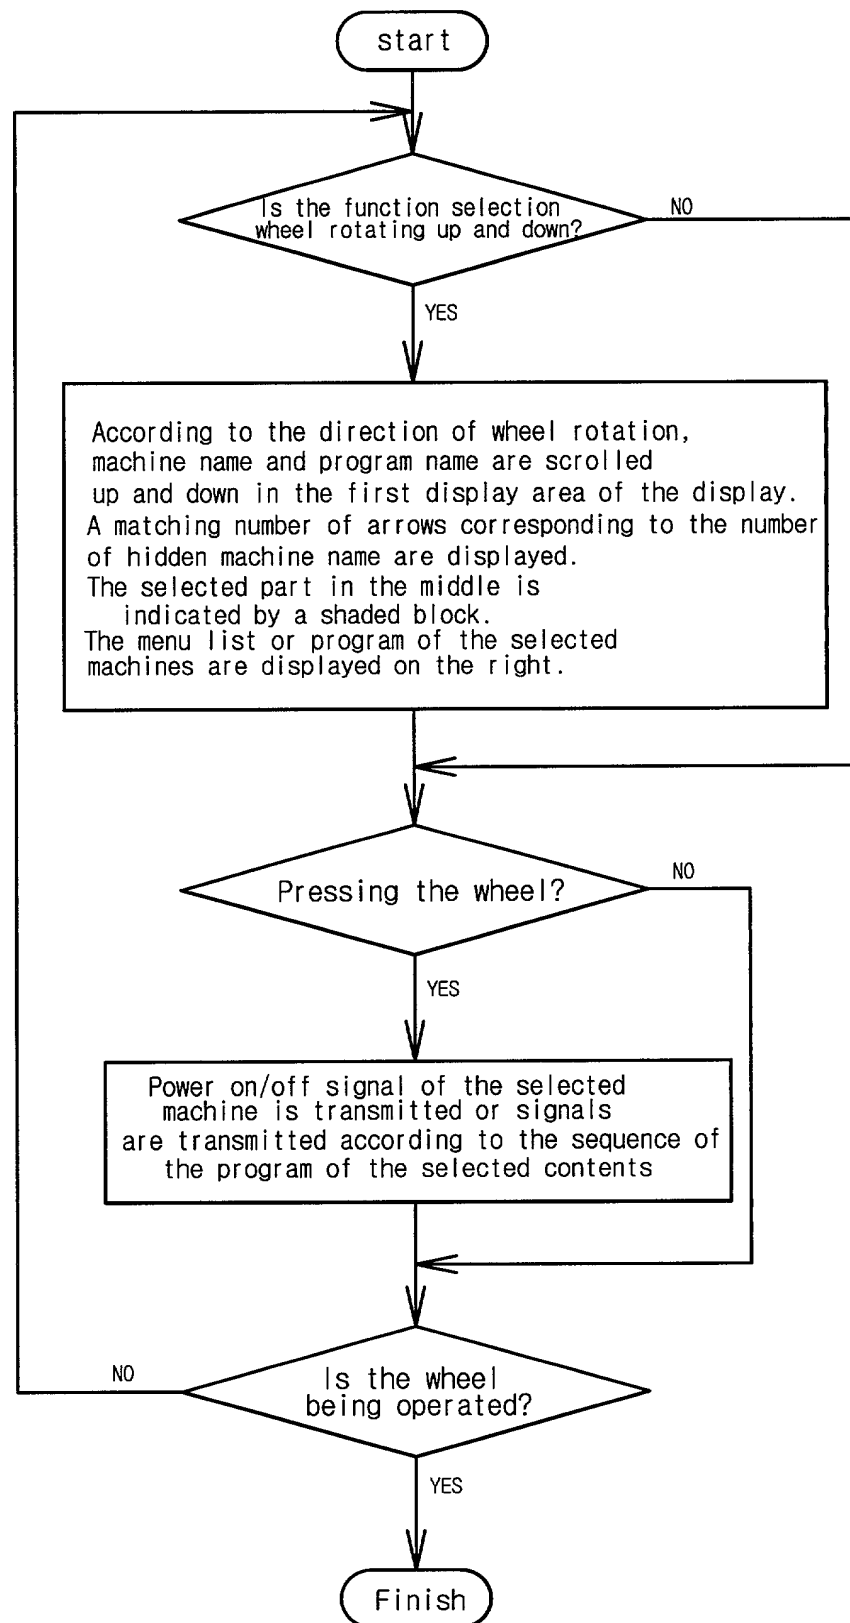 start
Is the function selection
wheel rotating up and down?
NO
YES
According to the direction of wheel rotation,
machine name and program name are scrolled
up and down in the first display area of the display.
A matching number of arrows corresponding to the number
of hidden machine name are displayed.
The selected part in the middle is
indicated by a shaded block.
The menu list or program of the selected
machines are displayed on the right.
Pressing the wheel?
NO
YES
Power on/off signal of the selected
machine is transmitted or signals
are transmitted according to the sequence of
the program of the selected contents
NO
Is the wheel
being operated?
YES
Finish